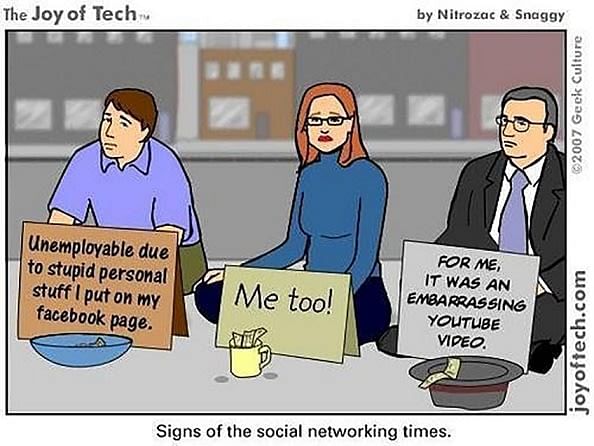 The Joy of Tech™ by Nitrozac & Snaggy
©2007 Geek Culture
Unemployable due
to stupid personal
stuff I put on my
facebook page.
Me too!
FOR ME,
IT WAS AN
EMBARRASSING
YOUTUBE
VIDEO.
joyoftech.com
Signs of the social networking times.